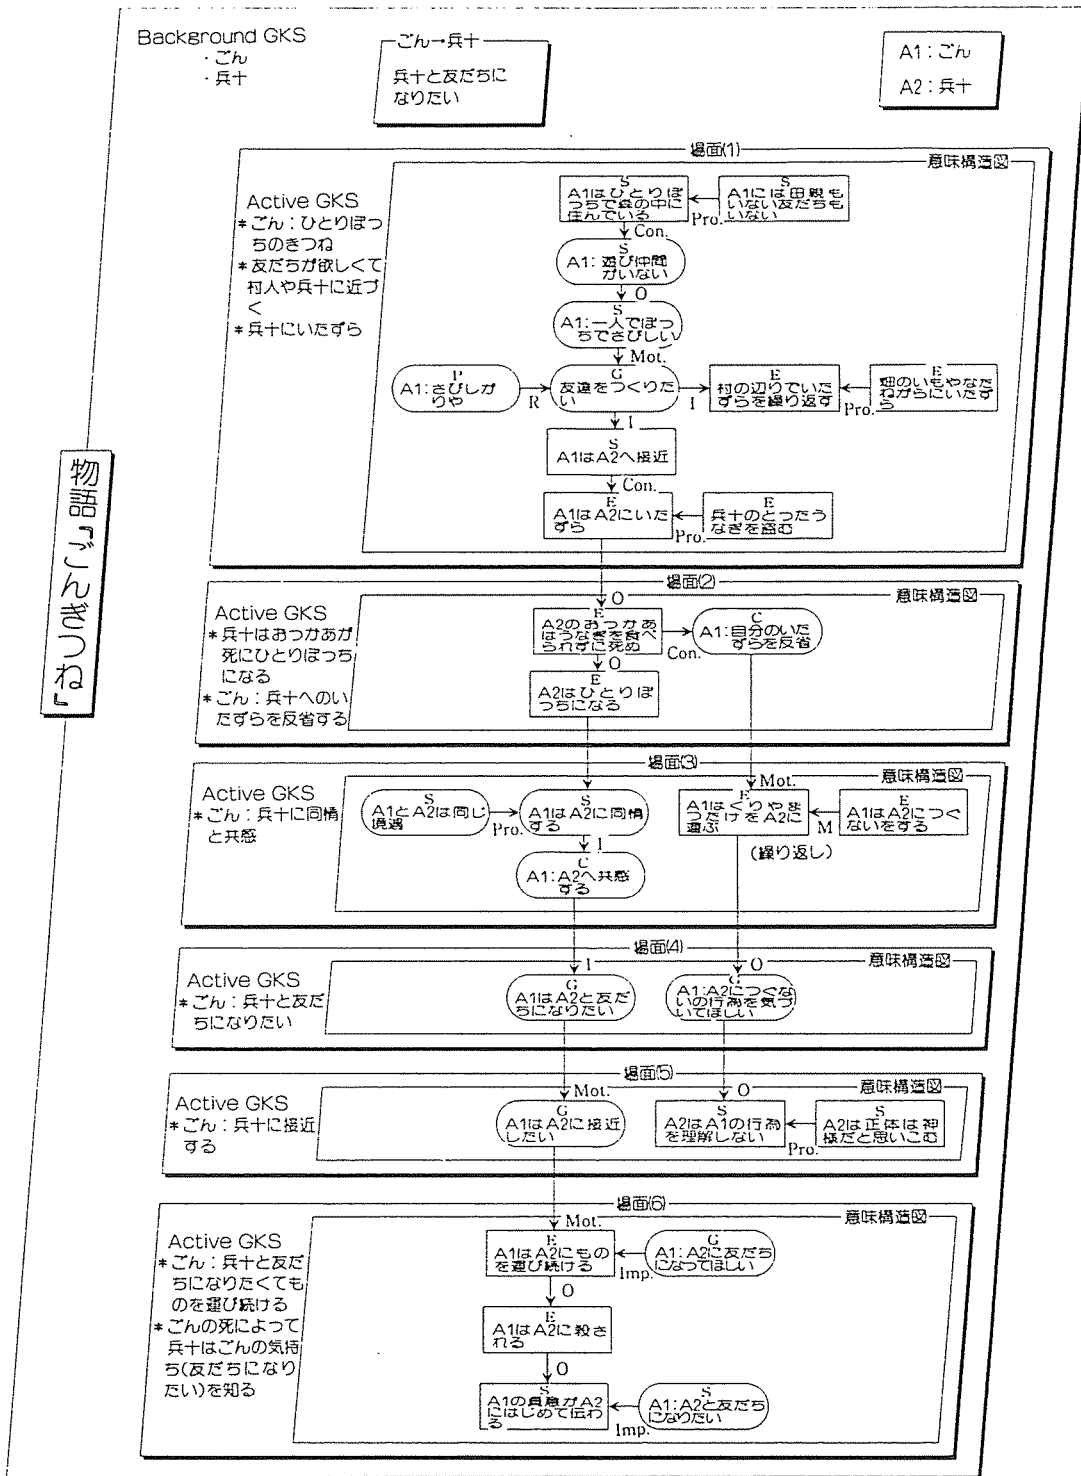 Background GKS
・ごん
・兵十
ごん→兵十
兵十と友だちに
なりたい
A1:ごん
A2:兵十
物語『ごんぎつね』
場面(1)
意味構造図
Active GKS
*ごん:ひとりぼっ
ちのきつね
*友だちが欲しくて
村人や兵十に近づ
く
*兵十にいたずら
S
A1はひとりぼ
っちで森の中に
住んでいる
Pro.
S
A1には母親も
いない友だちも
いない
Con.
S
A1:遊び仲間
がいない
O
S
A1:一人でぼっ
ちでさびしい
Mot.
P
A1:さびしが
りや
R
G
友達をつくりた
い
I
E
村の辺りでいた
ずらを繰り返す
Pro.
E
畑のいもやなた
ねがらにいたず
ら
I
S
A1はA2へ接近
Con.
E
A1はA2にいた
ずら
Pro.
E
兵十のとったう
なぎを盗む
場面(2)
意味構造図
Active GKS
*兵十はおっかあが
死にひとりぼっち
になる
*ごん:兵十へのい
たずらを反省する
O
E
A2のおっかあ
はうなぎを食べ
られずに死ぬ
Con.
C
A1:自分のいた
ずらを反省
O
E
A2はひとりぼ
っちになる
場面(3)
意味構造図
Active GKS
*ごん:兵十に同情
と共感
S
A1とA2は同じ
境遇
Pro.
S
A1はA2に同情
する
Mot.
E
A1はくりやま
つだけをA2に
運ぶ
M
E
A1はA2につぐ
ないをする
(繰り返し)
I
C
A1:A2へ共感
する
場面(4)
意味構造図
Active GKS
*ごん:兵十と友だ
ちになりたい
I
G
A1はA2と友だ
ちになりたい
O
G
A1:A2につぐな
いの行為を気づ
いてほしい
場面(5)
意味構造図
Active GKS
*ごん:兵十に接近
する
Mot.
G
A1はA2に接近
したい
O
S
A2はA1の行為
を理解しない
Pro.
S
A2は正体は神
様だと思いこむ
場面(6)
意味構造図
Active GKS
*ごん:兵十と友だ
ちになりたくても
のを運び続ける
*ごんの死によって
兵十はごんの気持
ち(友だちになり
たい)を知る
Mot.
E
A1はA2にもの
を運び続ける
Imp.
G
A1:A2に友だち
になってほしい
O
E
A1はA2に殺さ
れる
O
S
A1の真意がA2
にはじめて伝わ
る
Imp.
S
A1:A2と友だち
になりたい